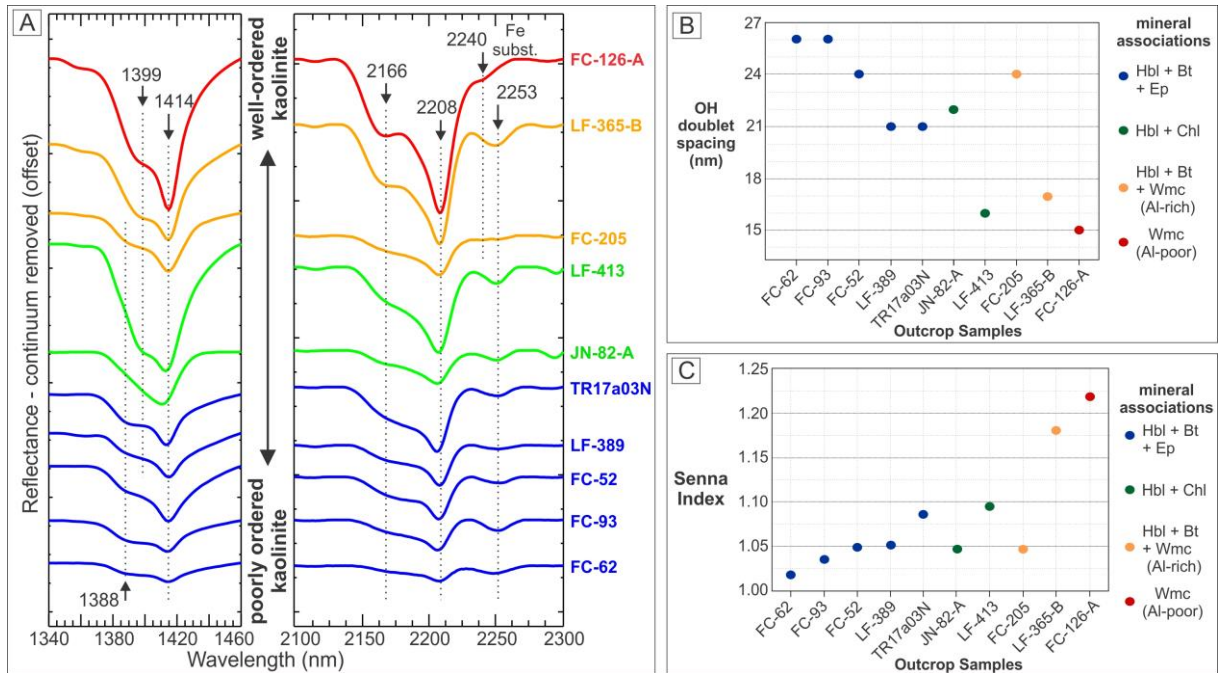 A
1399
1414
1388
Reflectance - continuum removed (offset)
1340
1380
1420
1460
well-ordered
kaolinite
poorly ordered
kaolinite
2166
2208
2240
Fe
subst.
2253
FC-126-A
LF-365-B
FC-205
LF-413
JN-82-A
TR17a03N
LF-389
FC-52
FC-93
FC-62
2100
2150
2200
2250
2300
Wavelength (nm)
B
OH
doublet
spacing
(nm)
27
24
21
18
15
FC-62
FC-93
FC-52
LF-389
TR17a03N
JN-82-A
LF-413
FC-205
LF-365-B
FC-126-A
Outcrop Samples
mineral
associations
Hbl + Bt
+ Ep
Hbl + Chl
Hbl + Bt
+ Wmc
(Al-rich)
Wmc
(Al-poor)
C
Senna
Index
1.25
1.20
1.15
1.10
1.05
1.00
FC-62
FC-93
FC-52
LF-389
TR17a03N
JN-82-A
LF-413
FC-205
LF-365-B
FC-126-A
Outcrop Samples
mineral
associations
Hbl + Bt
+ Ep
Hbl + Chl
Hbl + Bt
+ Wmc
(Al-rich)
Wmc
(Al-poor)